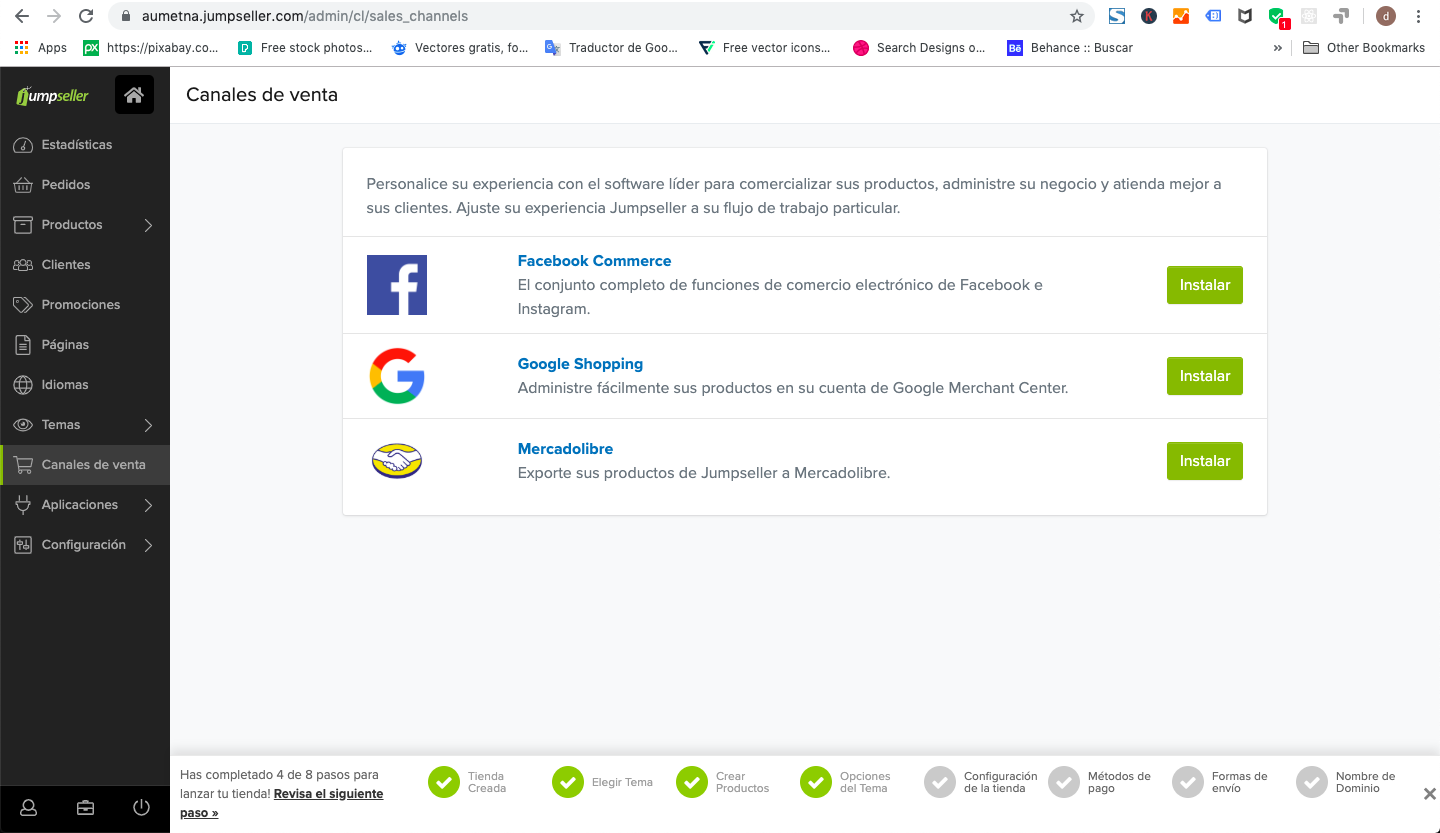 aumetna.jumpseller.com/admin/cl/sales_channels
Apps
https://pixabay.co...
Free stock photos...
Vectores gratis, fo...
Traductor de Goo...
Free vector icons...
Search Designs o...
Behance :: Buscar
»
Other Bookmarks
jumpseller
Canales de venta
Estadísticas
Pedidos
Productos
Clientes
Promociones
Páginas
Idiomas
Temas
Canales de venta
Aplicaciones
Configuración
Personalice su experiencia con el software líder para comercializar sus productos, administre su negocio y atienda mejor a
sus clientes. Ajuste su experiencia Jumpseller a su flujo de trabajo particular.
Facebook Commerce
El conjunto completo de funciones de comercio electrónico de Facebook e
Instagram.
Instalar
Google Shopping
Administre fácilmente sus productos en su cuenta de Google Merchant Center.
Instalar
Mercadolibre
Exporte sus productos de Jumpseller a Mercadolibre.
Instalar
Has completado 4 de 8 pasos para
lanzar tu tienda! Revisa el siguiente
paso »
Tienda
Creada
Elegir Tema
Crear
Productos
Opciones
del Tema
Configuración
de la tienda
Métodos de
pago
Formas de
envío
Nombre de
Dominio